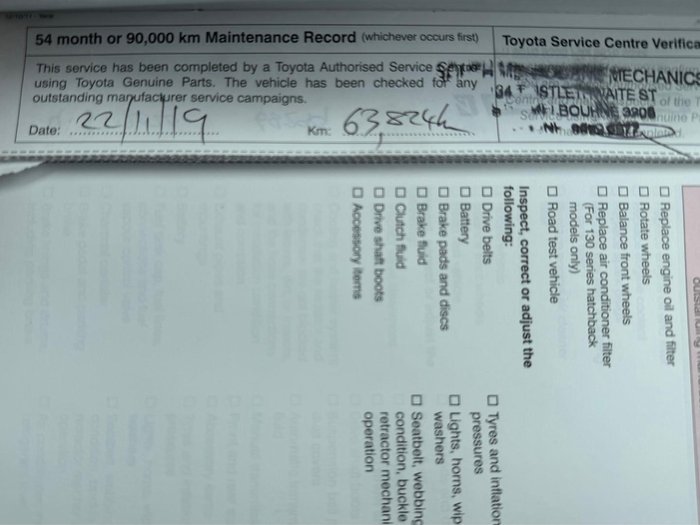 54 month or 90,000 km Maintenance Record (whichever occurs first)
Toyota Service Centre Verifica
This service has been completed by a Toyota Authorised Service
using Toyota Genuine Parts. The vehicle has been checked for any
outstanding manufacturer service campaigns.
MECHANICS
ST
3000
Date: 22/11/19
Km: 63,824
Replace engine oil and filter
Rotate wheels
Balance front wheels
Replace air conditioner filter
(For 130 series hatchback
models only)
Road test vehicle
Inspect, correct or adjust the
following:
Drive belts
Battery
Brake pads and discs
Brake fluid
Clutch fluid
Drive shaft boots
Accessory items
Tyres and inflation
pressures
Lights, horns, wip
washers
Seatbelt, webbing
condition, buckle
retractor mechani
operation